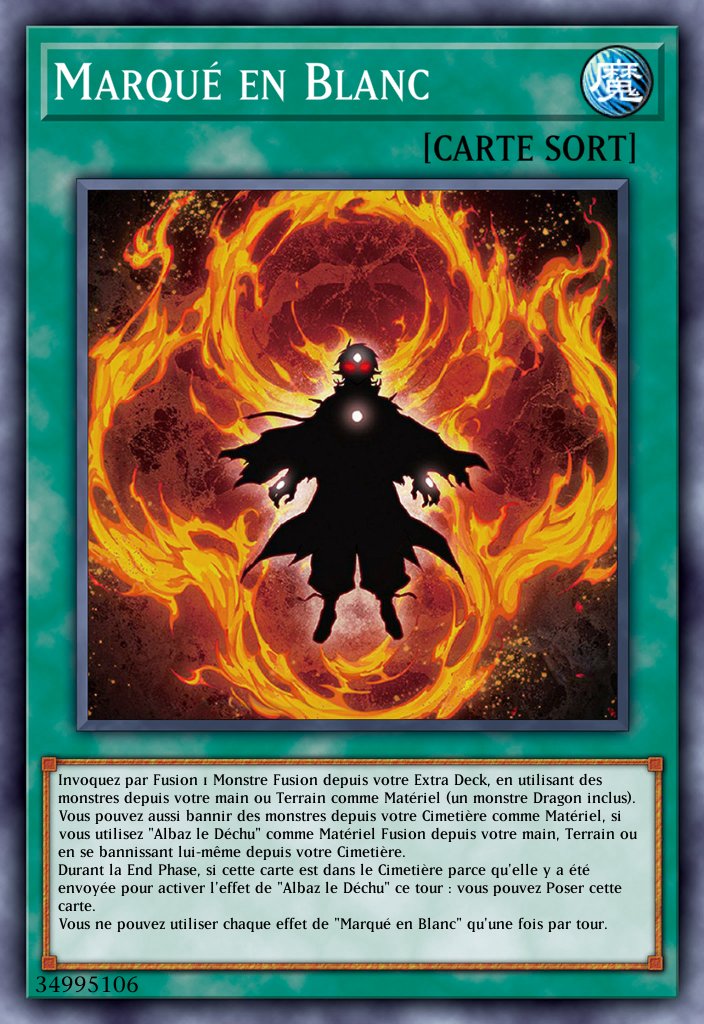 Marqué en Blanc
魔
[CARTE SORT]
Invoquez par Fusion 1 Monstre Fusion depuis votre Extra Deck, en utilisant des
monstres depuis votre main ou Terrain comme Matériel (un monstre Dragon inclus).
Vous pouvez aussi bannir des monstres depuis votre Cimetière comme Matériel, si
vous utilisez "Albaz le Déchu" comme Matériel Fusion depuis votre main, Terrain ou
en se bannissant lui-même depuis votre Cimetière.
Durant la End Phase, si cette carte est dans le Cimetière parce qu'elle y a été
envoyée pour activer l'effet de "Albaz le Déchu" ce tour : vous pouvez Poser cette
carte.
Vous ne pouvez utiliser chaque effet de "Marqué en Blanc" qu'une fois par tour.
34995106